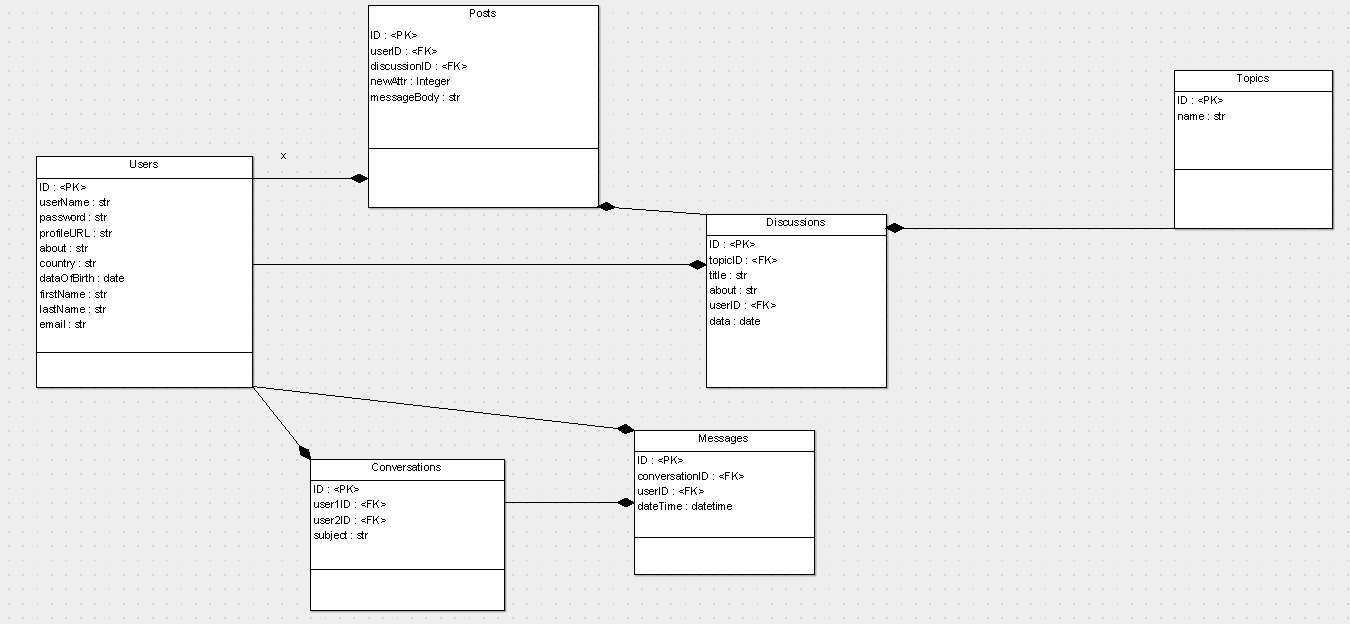 Posts
ID : <PK>
userID : <FK>
discussionID : <FK>
newAttr : Integer
messageBody : str
Topics
ID : <PK>
name : str
x
Users
ID : <PK>
userName : str
password : str
profileURL : str
about : str
country : str
dataOfBirth : date
firstName : str
lastName : str
email : str
Discussions
ID : <PK>
topicID : <FK>
title : str
about : str
userID : <FK>
data : date
Conversations
ID : <PK>
user1ID : <FK>
user2ID : <FK>
subject : str
Messages
ID : <PK>
conversationID : <FK>
userID : <FK>
dateTime : datetime